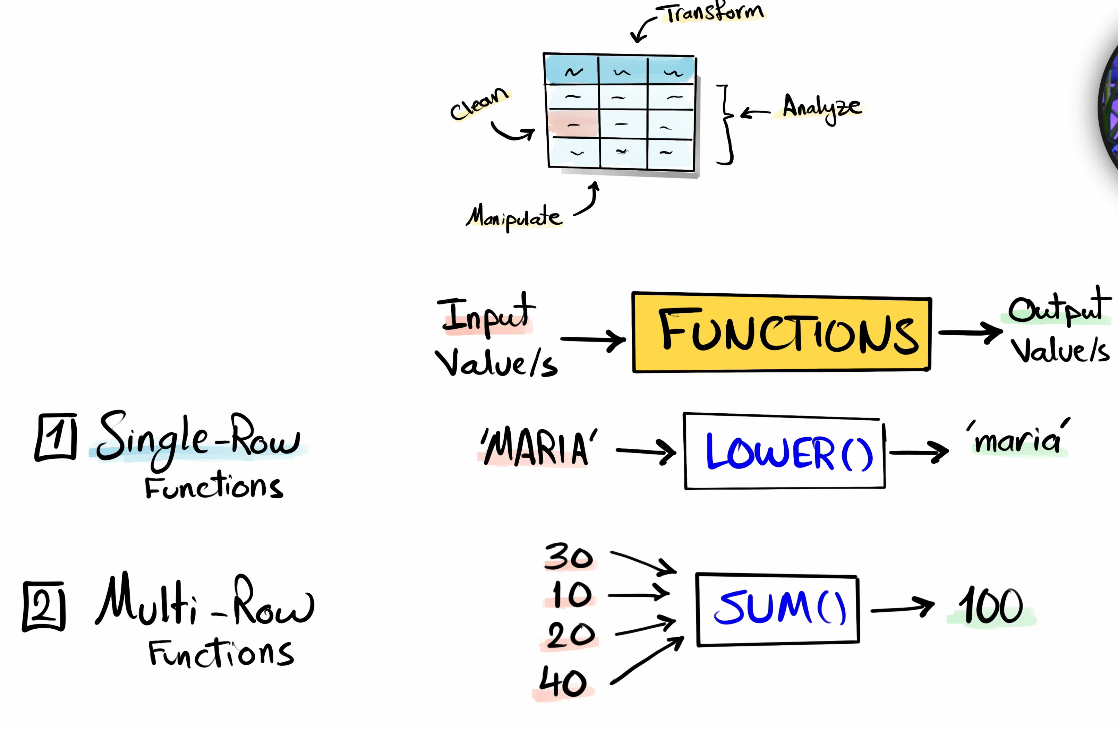 Transform
Clean
Analyze
Manipulate
Input
Value/s
FUNCTIONS
Output
Value/s
1 Single-Row
Functions
'MARIA'
LOWER()
'maria'
2 Multi-Row
Functions
30
10
20
40
SUM()
100